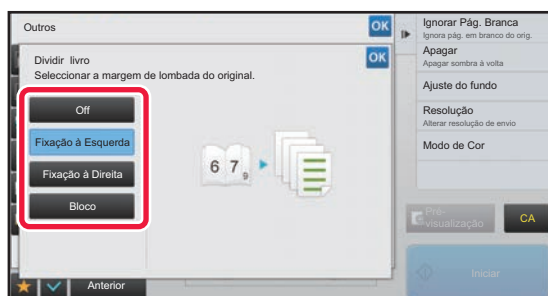 Outros
OK
Dividir livro
Seleccionar a margem de lombada do original.
OK
Off
Fixação à Esquerda
Fixação à Direita
Bloco
6 7 9
Anterior
Ignorar Pág. Branca
Ignora pág. em branco do orig.
Apagar
Apagar sombra à volta
Ajuste do fundo
Resolução
Alterar resolução de envio
Modo de Cor
Pré-
visualização
CA
Iniciar